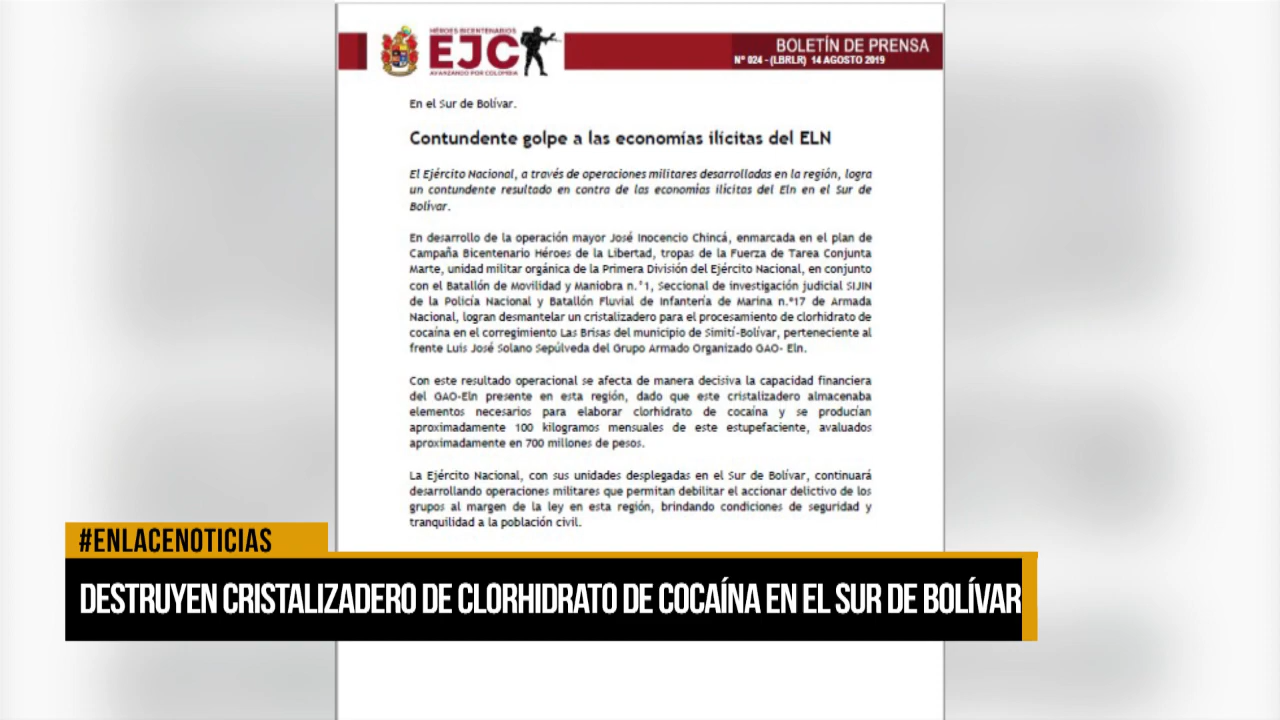 HÉROES BICENTENARIOS
EJC
AVANZANDO POR COLOMBIA
BOLETÍN DE PRENSA
Nº 024 - (LBRLR) 14 AGOSTO 2019
En el Sur de Bolívar.
Contundente golpe a las economías ilícitas del ELN
El Ejército Nacional, a través de operaciones militares desarrolladas en la región, logra
un contundente resultado en contra de las economías ilícitas del Eln en el Sur de
Bolívar.
En desarrollo de la operación mayor José Inocencio Chincá, enmarcada en el plan de
Campaña Bicentenario Héroes de la Libertad, tropas de la Fuerza de Tarea Conjunta
Marte, unidad militar orgánica de la Primera División del Ejército Nacional, en conjunto
con el Batallón de Movilidad y Maniobra n.°1, Seccional de investigación judicial SIJIN
de la Policía Nacional y Batallón Fluvial de Infantería de Marina n.°17 de Armada
Nacional, logran desmantelar un cristalizadero para el procesamiento de clorhidrato de
cocaína en el corregimiento Las Brisas del municipio de Simití-Bolívar, perteneciente al
frente Luis José Solano Sepúlveda del Grupo Armado Organizado GAO- Eln.
Con este resultado operacional se afecta de manera decisiva la capacidad financiera
del GAO-Eln presente en esta región, dado que este cristalizadero almacenaba
elementos necesarios para elaborar clorhidrato de cocaína y se producían
aproximadamente 100 kilogramos mensuales de este estupefaciente, avaluados
aproximadamente en 700 millones de pesos.
La Ejército Nacional, con sus unidades desplegadas en el Sur de Bolívar, continuará
desarrollando operaciones militares que permitan debilitar el accionar delictivo de los
grupos al margen de la ley en esta región, brindando condiciones de seguridad y
tranquilidad a la población civil.
#ENLACENOTICIAS
DESTRUYEN CRISTALIZADERO DE CLORHIDRATO DE COCAÍNA EN EL SUR DE BOLÍVAR